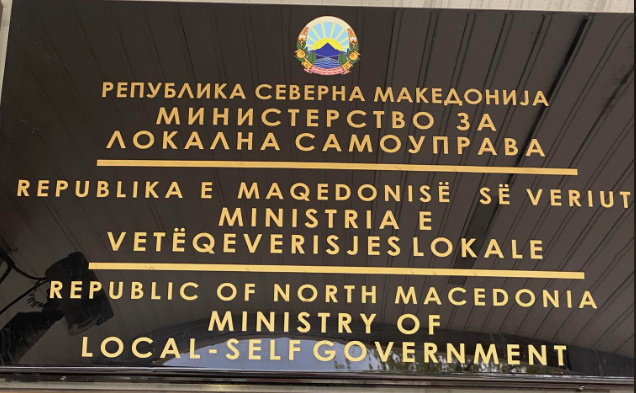 РЕПУБЛИКА СЕВЕРНА МАКЕДОНИЈА
МИНИСТЕРСТВО ЗА
ЛОКАЛНА САМОУПРАВА
REPUBLIKA E MAQEDONISË SË VERIUT
MINISTRIA E
VETËQEVERISJES LOKALE
REPUBLIC OF NORTH MACEDONIA
MINISTRY OF
LOCAL-SELF GOVERNMENT